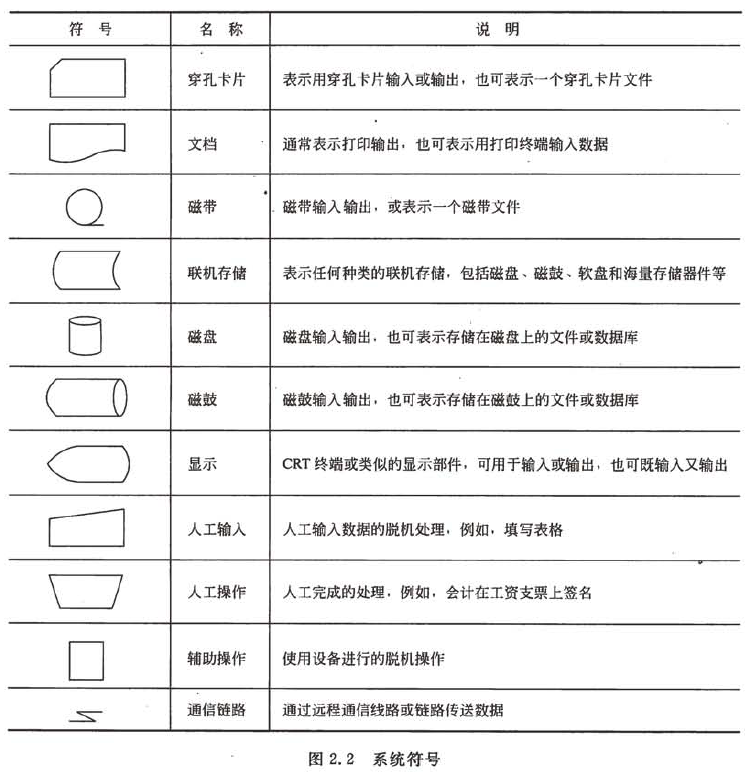 符 号 名 称 说 明
穿孔卡片 表示用穿孔卡片输入或输出，也可表示一个穿孔卡片文件
文档 通常表示打印输出，也可表示用打印终端输入数据
磁带 磁带输入输出，或表示一个磁带文件
联机存储 表示任何种类的联机存储，包括磁盘、磁鼓、软盘和海量存储器件等
磁盘 磁盘输入输出，也可表示存储在磁盘上的文件或数据库
磁鼓 磁鼓输入输出，也可表示存储在磁鼓上的文件或数据库
显示 CRT 终端或类似的显示部件，可用于输入或输出，也可既输入又输出
人工输入 人工输入数据的脱机处理，例如，填写表格
人工操作 人工完成的处理，例如，会计在工资支票上签名
辅助操作 使用设备进行的脱机操作
通信链路 通过远程通信线路或链路传送数据
图 2.2 系统符号